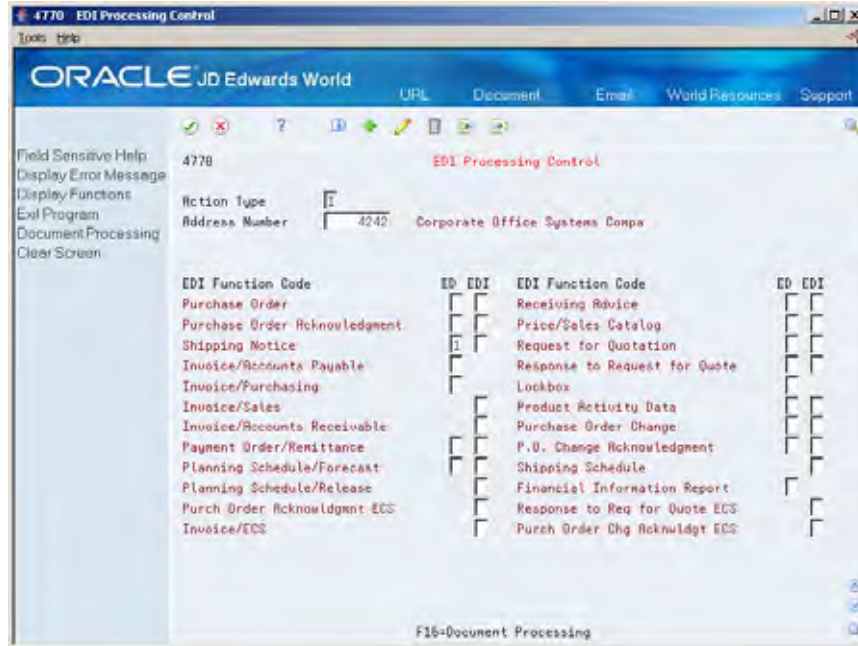 4770 EDI Processing Control
Tools Help
ORACLE JD Edwards World
URL Document Email World Resources Support
Field Sensitive Help
Display Error Message
Display Functions
Exit Program
Document Processing
Clear Screen
4770 EDI Processing Control
Action Type I
Address Number 4242 Corporate Office Systems Compa
EDI Function Code ED EDI EDI Function Code ED EDI
Purchase Order Receiving Advice
Purchase Order Acknowledgment Price/Sales Catalog
Shipping Notice 1 Request for Quotation
Invoice/Accounts Payable Response to Request for Quote
Invoice/Purchasing Lockbox
Invoice/Sales Product Activity Data
Invoice/Accounts Receivable Purchase Order Change
Payment Order/Remittance P.O. Change Acknowledgment
Planning Schedule/Forecast Shipping Schedule
Planning Schedule/Release Financial Information Report
Purch Order Acknowldgmnt ECS Response to Req for Quote ECS
Invoice/ECS Purch Order Chg Acknwldgt ECS
F16=Document Processing